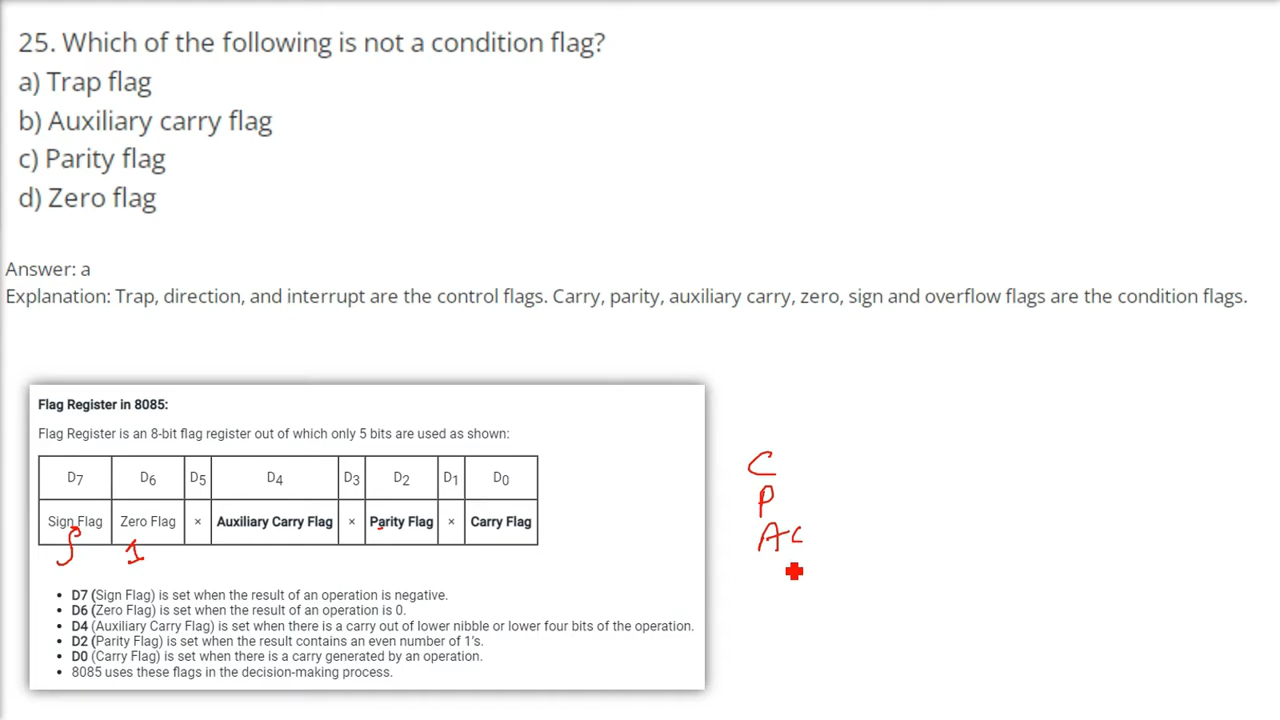 25. Which of the following is not a condition flag?
a) Trap flag
b) Auxiliary carry flag
c) Parity flag
d) Zero flag
Answer: a
Explanation: Trap, direction, and interrupt are the control flags. Carry, parity, auxiliary carry, zero, sign and overflow flags are the condition flags.
Flag Register in 8085:
Flag Register is an 8-bit flag register out of which only 5 bits are used as shown:
D7 D6 D5 D4 D3 D2 D1 D0
Sign Flag Zero Flag × Auxiliary Carry Flag × Parity Flag × Carry Flag
• D7 (Sign Flag) is set when the result of an operation is negative.
• D6 (Zero Flag) is set when the result of an operation is 0.
• D4 (Auxiliary Carry Flag) is set when there is a carry out of lower nibble or lower four bits of the operation.
• D2 (Parity Flag) is set when the result contains an even number of 1's.
• D0 (Carry Flag) is set when there is a carry generated by an operation.
• 8085 uses these flags in the decision-making process.
C
P
AC